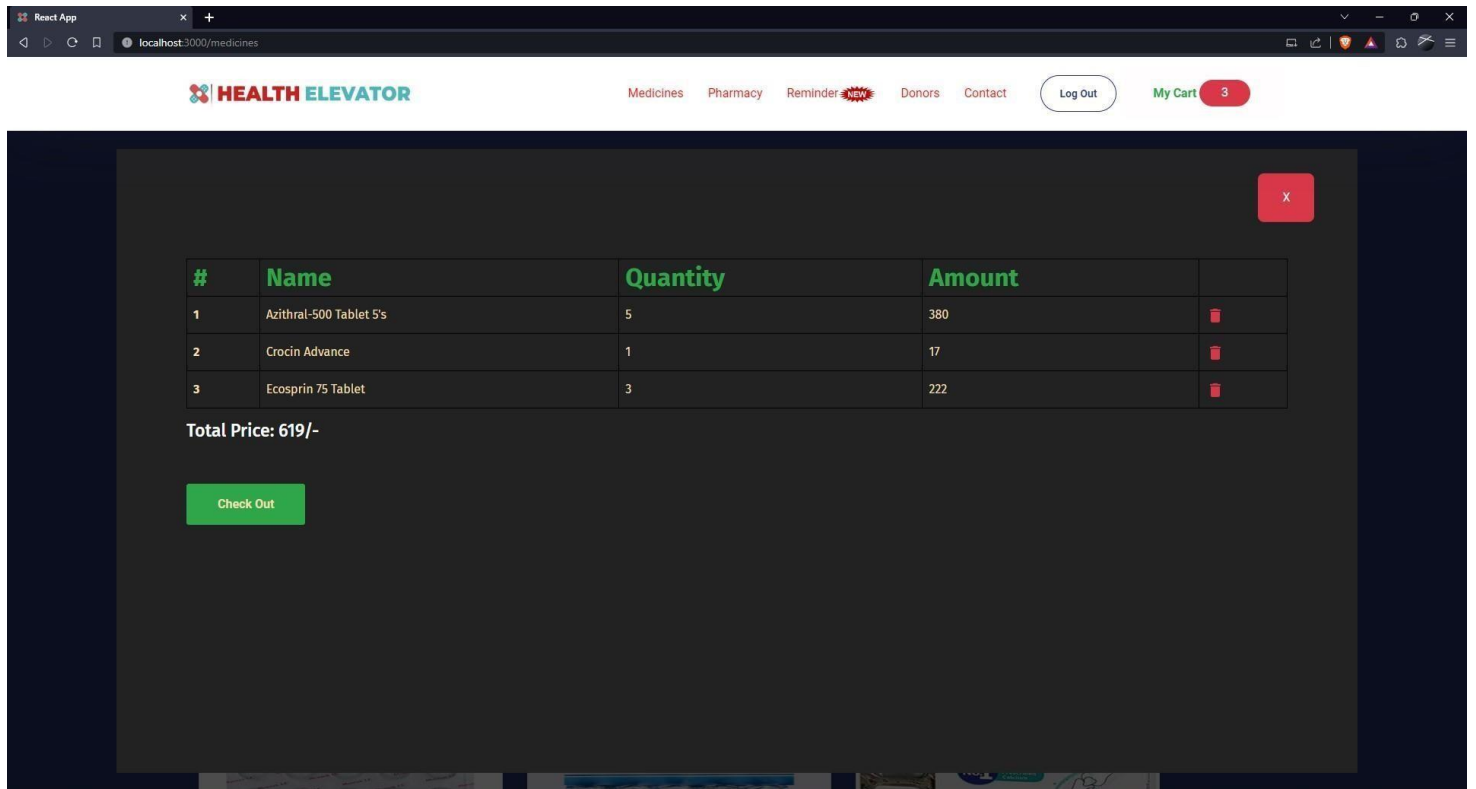 React App
localhost:3000/medicines
HEALTH ELEVATOR
Medicines Pharmacy Reminder NEW Donors Contact Log Out My Cart 3
X
# Name Quantity Amount
1 Azithral-500 Tablet 5's 5 380
2 Crocin Advance 1 17
3 Ecosprin 75 Tablet 3 222
Total Price: 619/-
Check Out